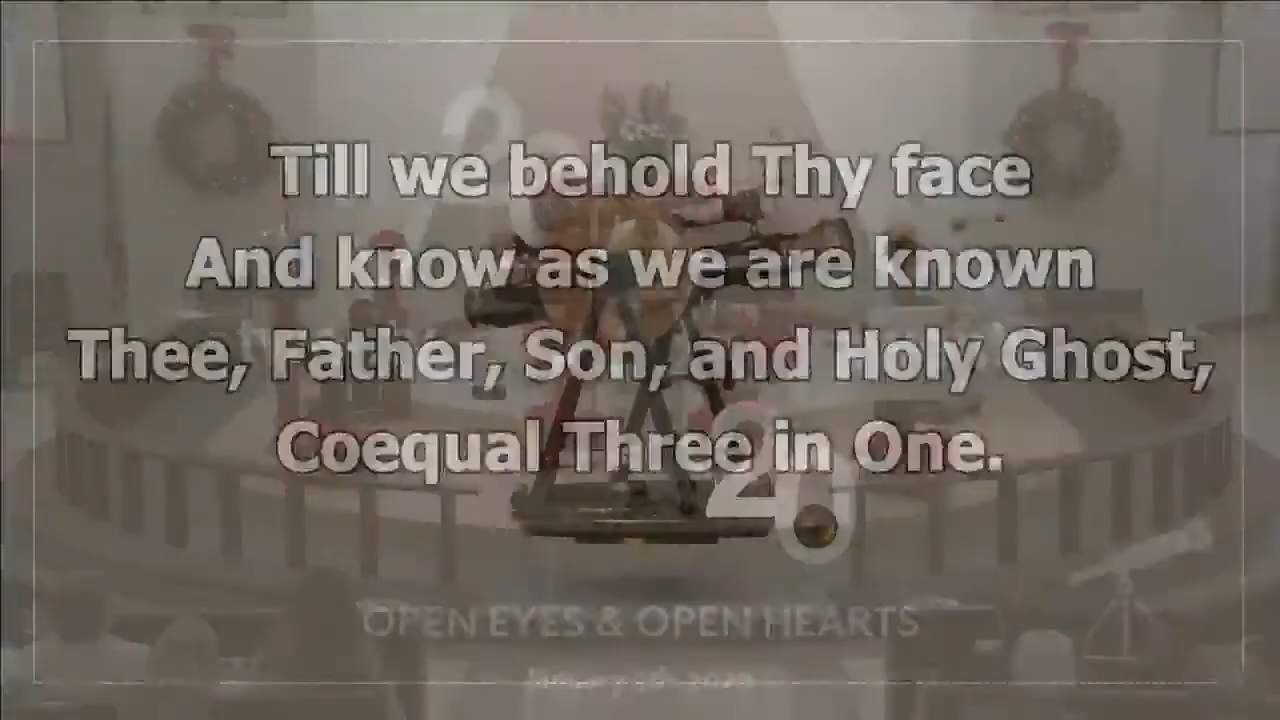 Till we behold Thy face
And know as we are known
Thee, Father, Son, and Holy Ghost,
Coequal Three in One.
OPEN EYES & OPEN HEARTS